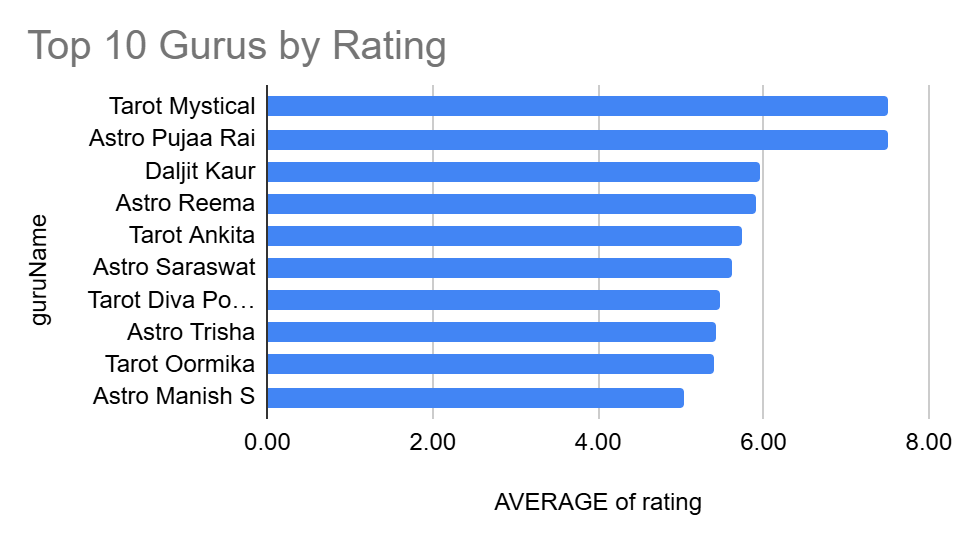 Top 10 Gurus by Rating
gruName
Tarot Mystical
Astro Pujaa Rai
Daljit Kaur
Astro Reema
Tarot Ankita
Astro Saraswat
Tarot Diva Po…
Astro Trisha
Tarot Oormika
Astro Manish S
0.00 2.00 4.00 6.00 8.00
AVERAGE of rating